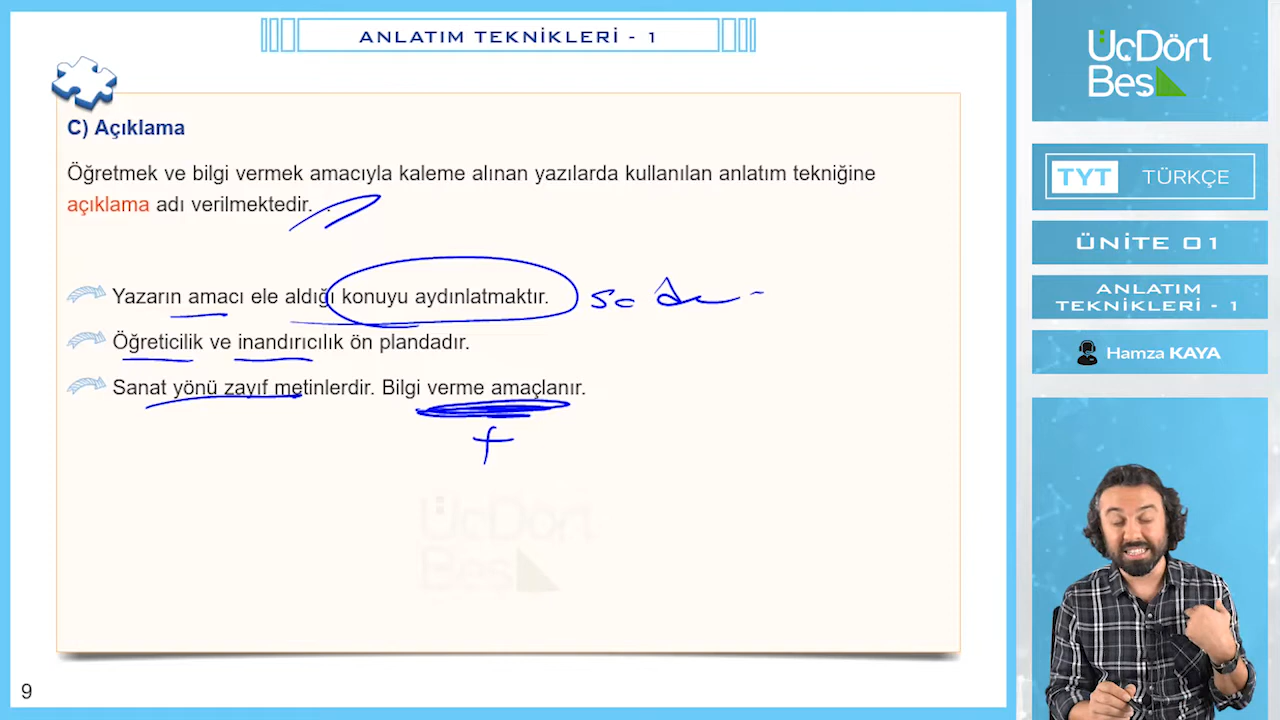 ANLATIM TEKNİKLERİ - 1
C) Açıklama
Öğretmek ve bilgi vermek amacıyla kaleme alınan yazılarda kullanılan anlatım tekniğine
açıklama adı verilmektedir.
Yazarın amacı ele aldığı konuyu aydınlatmaktır.
Öğreticilik ve inandırıcılık ön plandadır.
Sanat yönü zayıf metinlerdir. Bilgi verme amaçlanır.
ÜçDört
Beş
9
ÜçDört
Beş
TYT TÜRKÇE
ÜNİTE 01
ANLATIM
TEKNİKLERİ - 1
Hamza KAYA